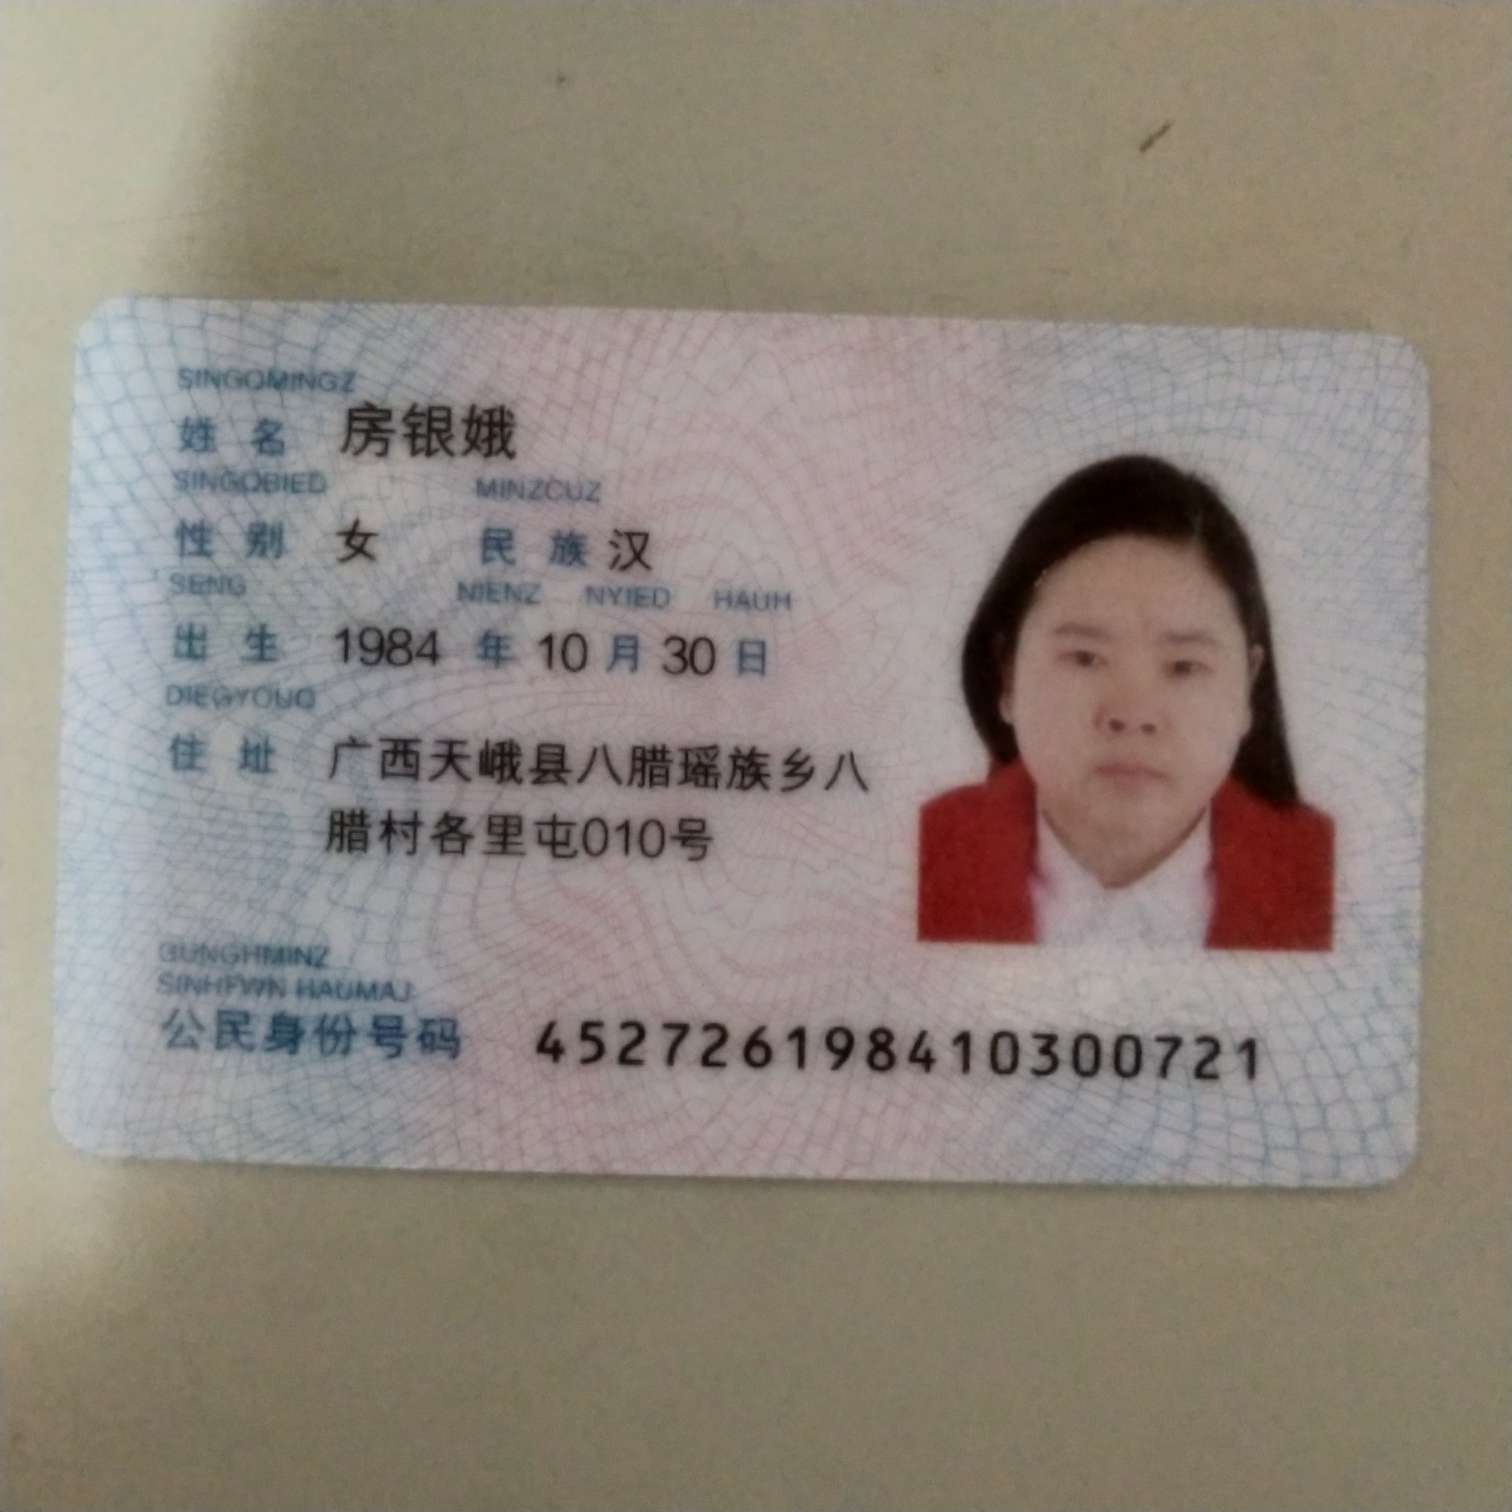 SINGQMINGZ
姓 名 房银娥
SINGQBIED MINZCUZ
性 别 女 民 族 汉
SENG NIENZ NYIED HAUH
出 生 1984 年 10 月 30 日
DIEGYOUQ
住 址 广西天峨县八腊瑶族乡八
腊村各里屯010号
GUNGHMINZ
SINHFWN HAUMAJ
公民身份号码 452726198410300721